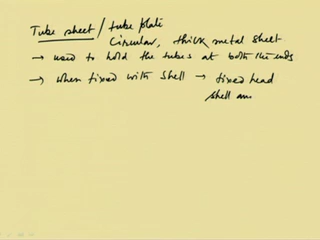 Tube sheet / tube plate
Circular, thick metal sheet
→ used to hold the tubes at both the ends
→ when fixed with shell → fixed head
shell an